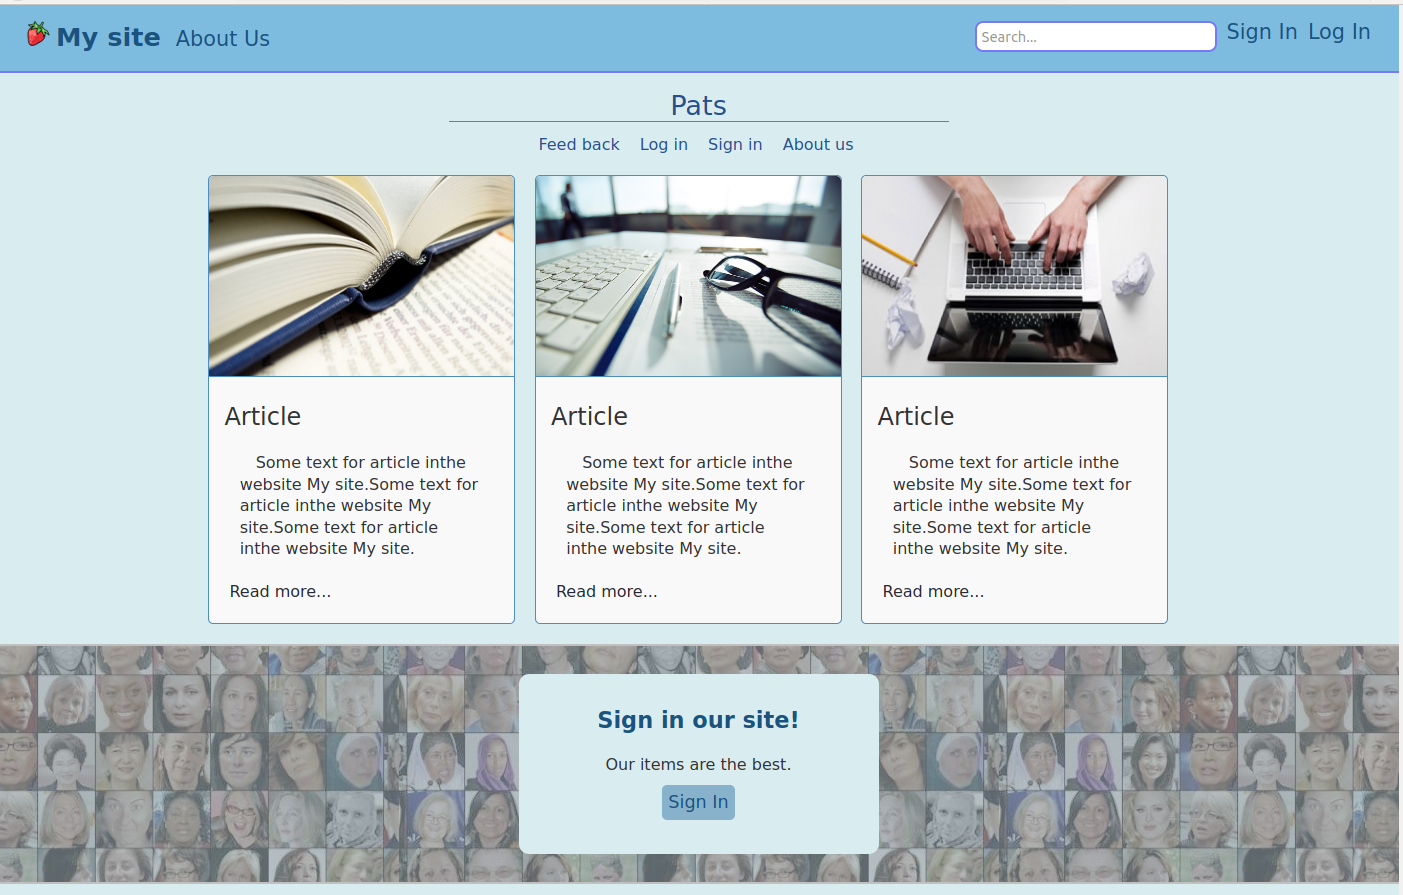 My site About Us Search... Sign In Log In
Pats
Feed back Log in Sign in About us
Article
Some text for article inthe
website My site.Some text for
article inthe website My
site.Some text for article
inthe website My site.
Read more...
Article
Some text for article inthe
website My site.Some text for
article inthe website My
site.Some text for article
inthe website My site.
Read more...
Article
Some text for article inthe
website My site.Some text for
article inthe website My
site.Some text for article
inthe website My site.
Read more...
Sign in our site!
Our items are the best.
Sign In